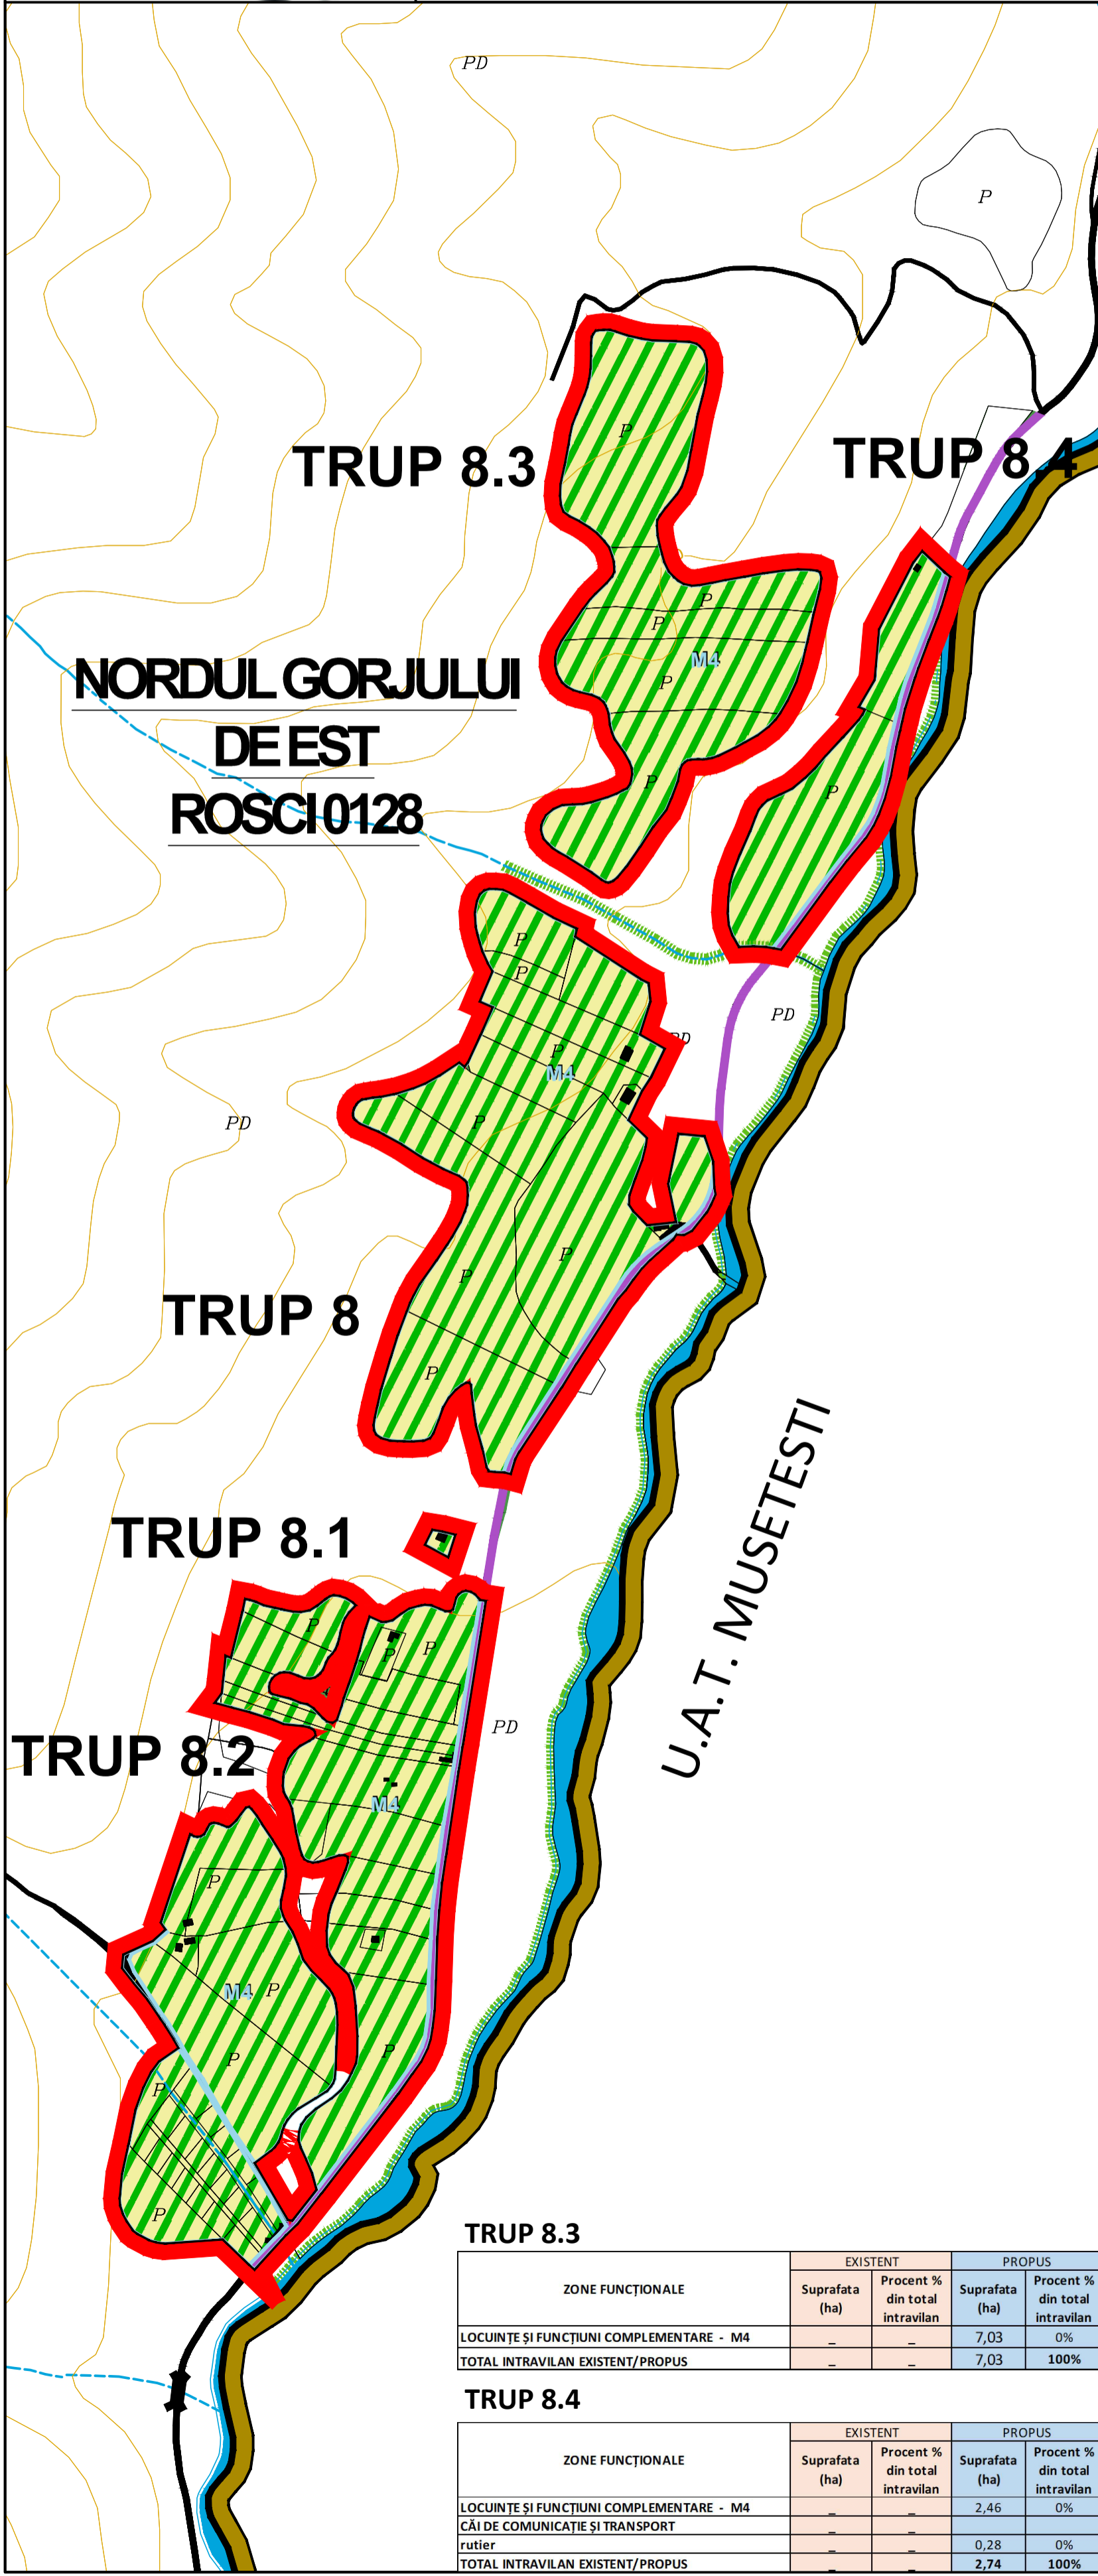 PD
P
TRUP 8.3
TRUP 8.4
P
P
P
M4
P
P
P
NORDUL GORJULUI
DE EST
ROSCI 0128
P
P
P
M4
PD
PD
PD
P
P
P
P
TRUP 8
TRUP 8.1
U.A.T. MUSETESTI
P
P
P
PD
TRUP 8.2
M4
P
M4 P
P
P
P
P
TRUP 8.3
ZONE FUNCȚIONALE
EXISTENT
PROPUS
Suprafata
(ha)
Procent %
din total
intravilan
Suprafata
(ha)
Procent %
din total
intravilan
LOCUINȚE ȘI FUNCȚIUNI COMPLEMENTARE - M4 _ _ 7,03 0%
TOTAL INTRAVILAN EXISTENT/PROPUS _ _ 7,03 100%
TRUP 8.4
ZONE FUNCȚIONALE
EXISTENT
PROPUS
Suprafata
(ha)
Procent %
din total
intravilan
Suprafata
(ha)
Procent %
din total
intravilan
LOCUINȚE ȘI FUNCȚIUNI COMPLEMENTARE - M4 _ _ 2,46 0%
CĂI DE COMUNICAȚIE ȘI TRANSPORT _ _
rutier _ _ 0,28 0%
TOTAL INTRAVILAN EXISTENT/PROPUS _ _ 2,74 100%